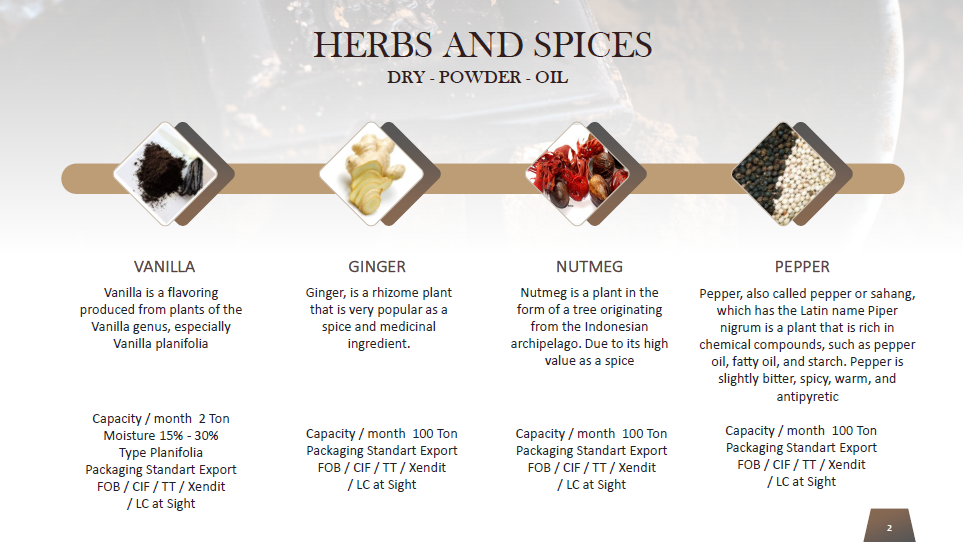 HERBS AND SPICES
DRY - POWDER - OIL
VANILLA
Vanilla is a flavoring
produced from plants of the
Vanilla genus, especially
Vanilla planifolia
Capacity / month 2 Ton
Moisture 15% - 30%
Type Planifolia
Packaging Standart Export
FOB / CIF / TT / Xendit
/ LC at Sight
GINGER
Ginger, is a rhizome plant
that is very popular as a
spice and medicinal
ingredient.
Capacity / month 100 Ton
Packaging Standart Export
FOB / CIF / TT / Xendit
/ LC at Sight
NUTMEG
Nutmeg is a plant in the
form of a tree originating
from the Indonesian
archipelago. Due to its high
value as a spice
Capacity / month 100 Ton
Packaging Standart Export
FOB / CIF / TT / Xendit
/ LC at Sight
PEPPER
Pepper, also called pepper or sahang,
which has the Latin name Piper
nigrum is a plant that is rich in
chemical compounds, such as pepper
oil, fatty oil, and starch. Pepper is
slightly bitter, spicy, warm, and
antipyretic
Capacity / month 100 Ton
Packaging Standart Export
FOB / CIF / TT / Xendit
/ LC at Sight
2